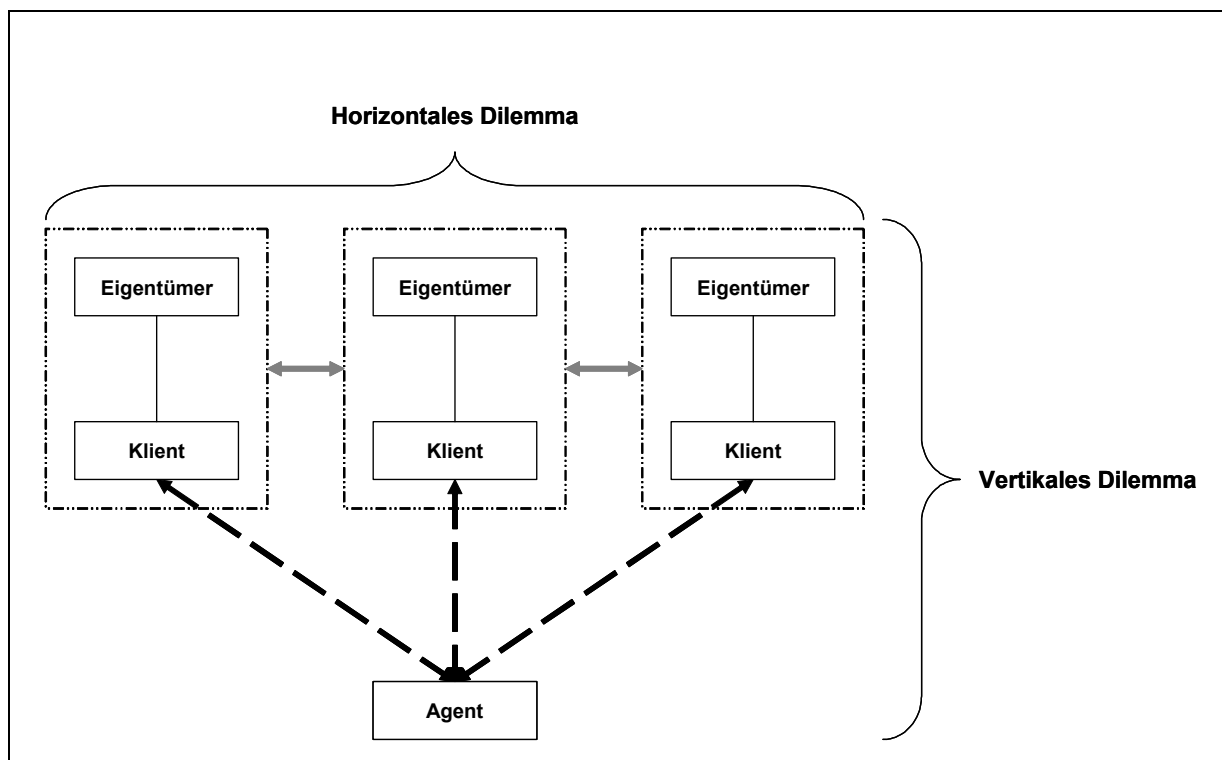 Horizontales Dilemma
Eigentümer
Eigentümer
Eigentümer
Klient
Klient
Klient
Vertikales Dilemma
Agent